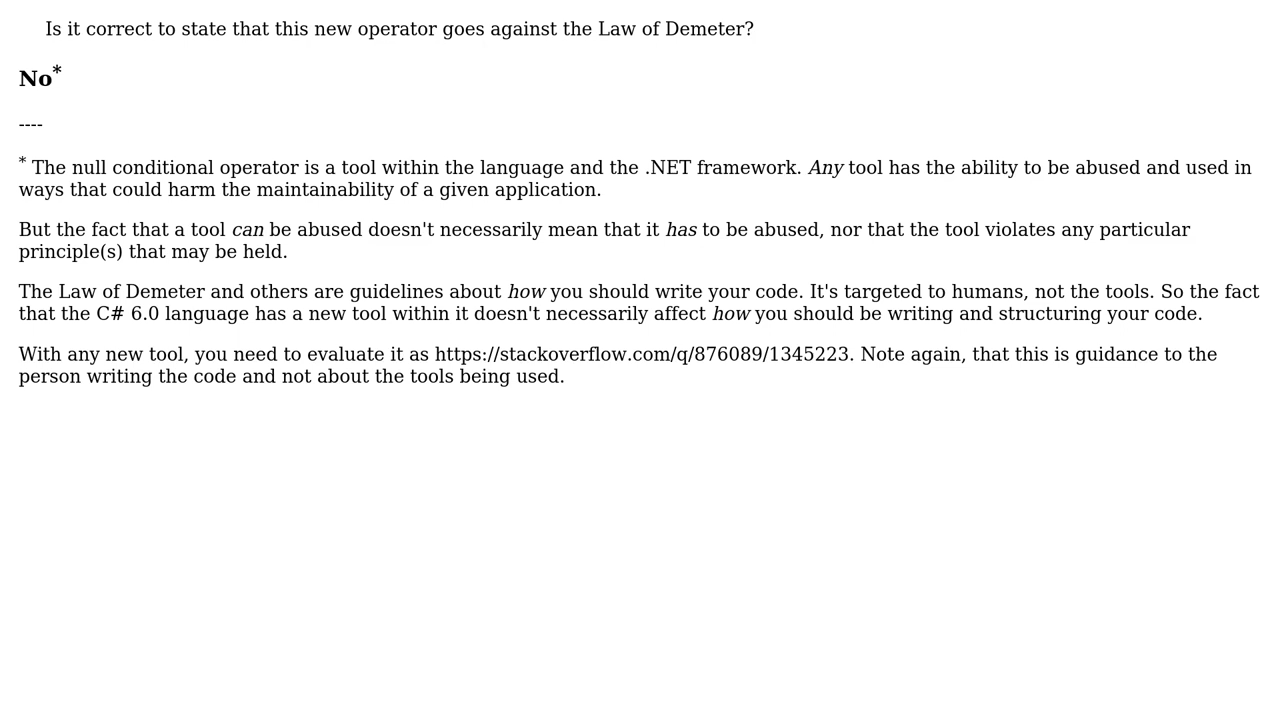 Is it correct to state that this new operator goes against the Law of Demeter?
No*
----
* The null conditional operator is a tool within the language and the .NET framework. Any tool has the ability to be abused and used in
ways that could harm the maintainability of a given application.
But the fact that a tool can be abused doesn't necessarily mean that it has to be abused, nor that the tool violates any particular
principle(s) that may be held.
The Law of Demeter and others are guidelines about how you should write your code. It's targeted to humans, not the tools. So the fact
that the C# 6.0 language has a new tool within it doesn't necessarily affect how you should be writing and structuring your code.
With any new tool, you need to evaluate it as https://stackoverflow.com/q/876089/1345223. Note again, that this is guidance to the
person writing the code and not about the tools being used.